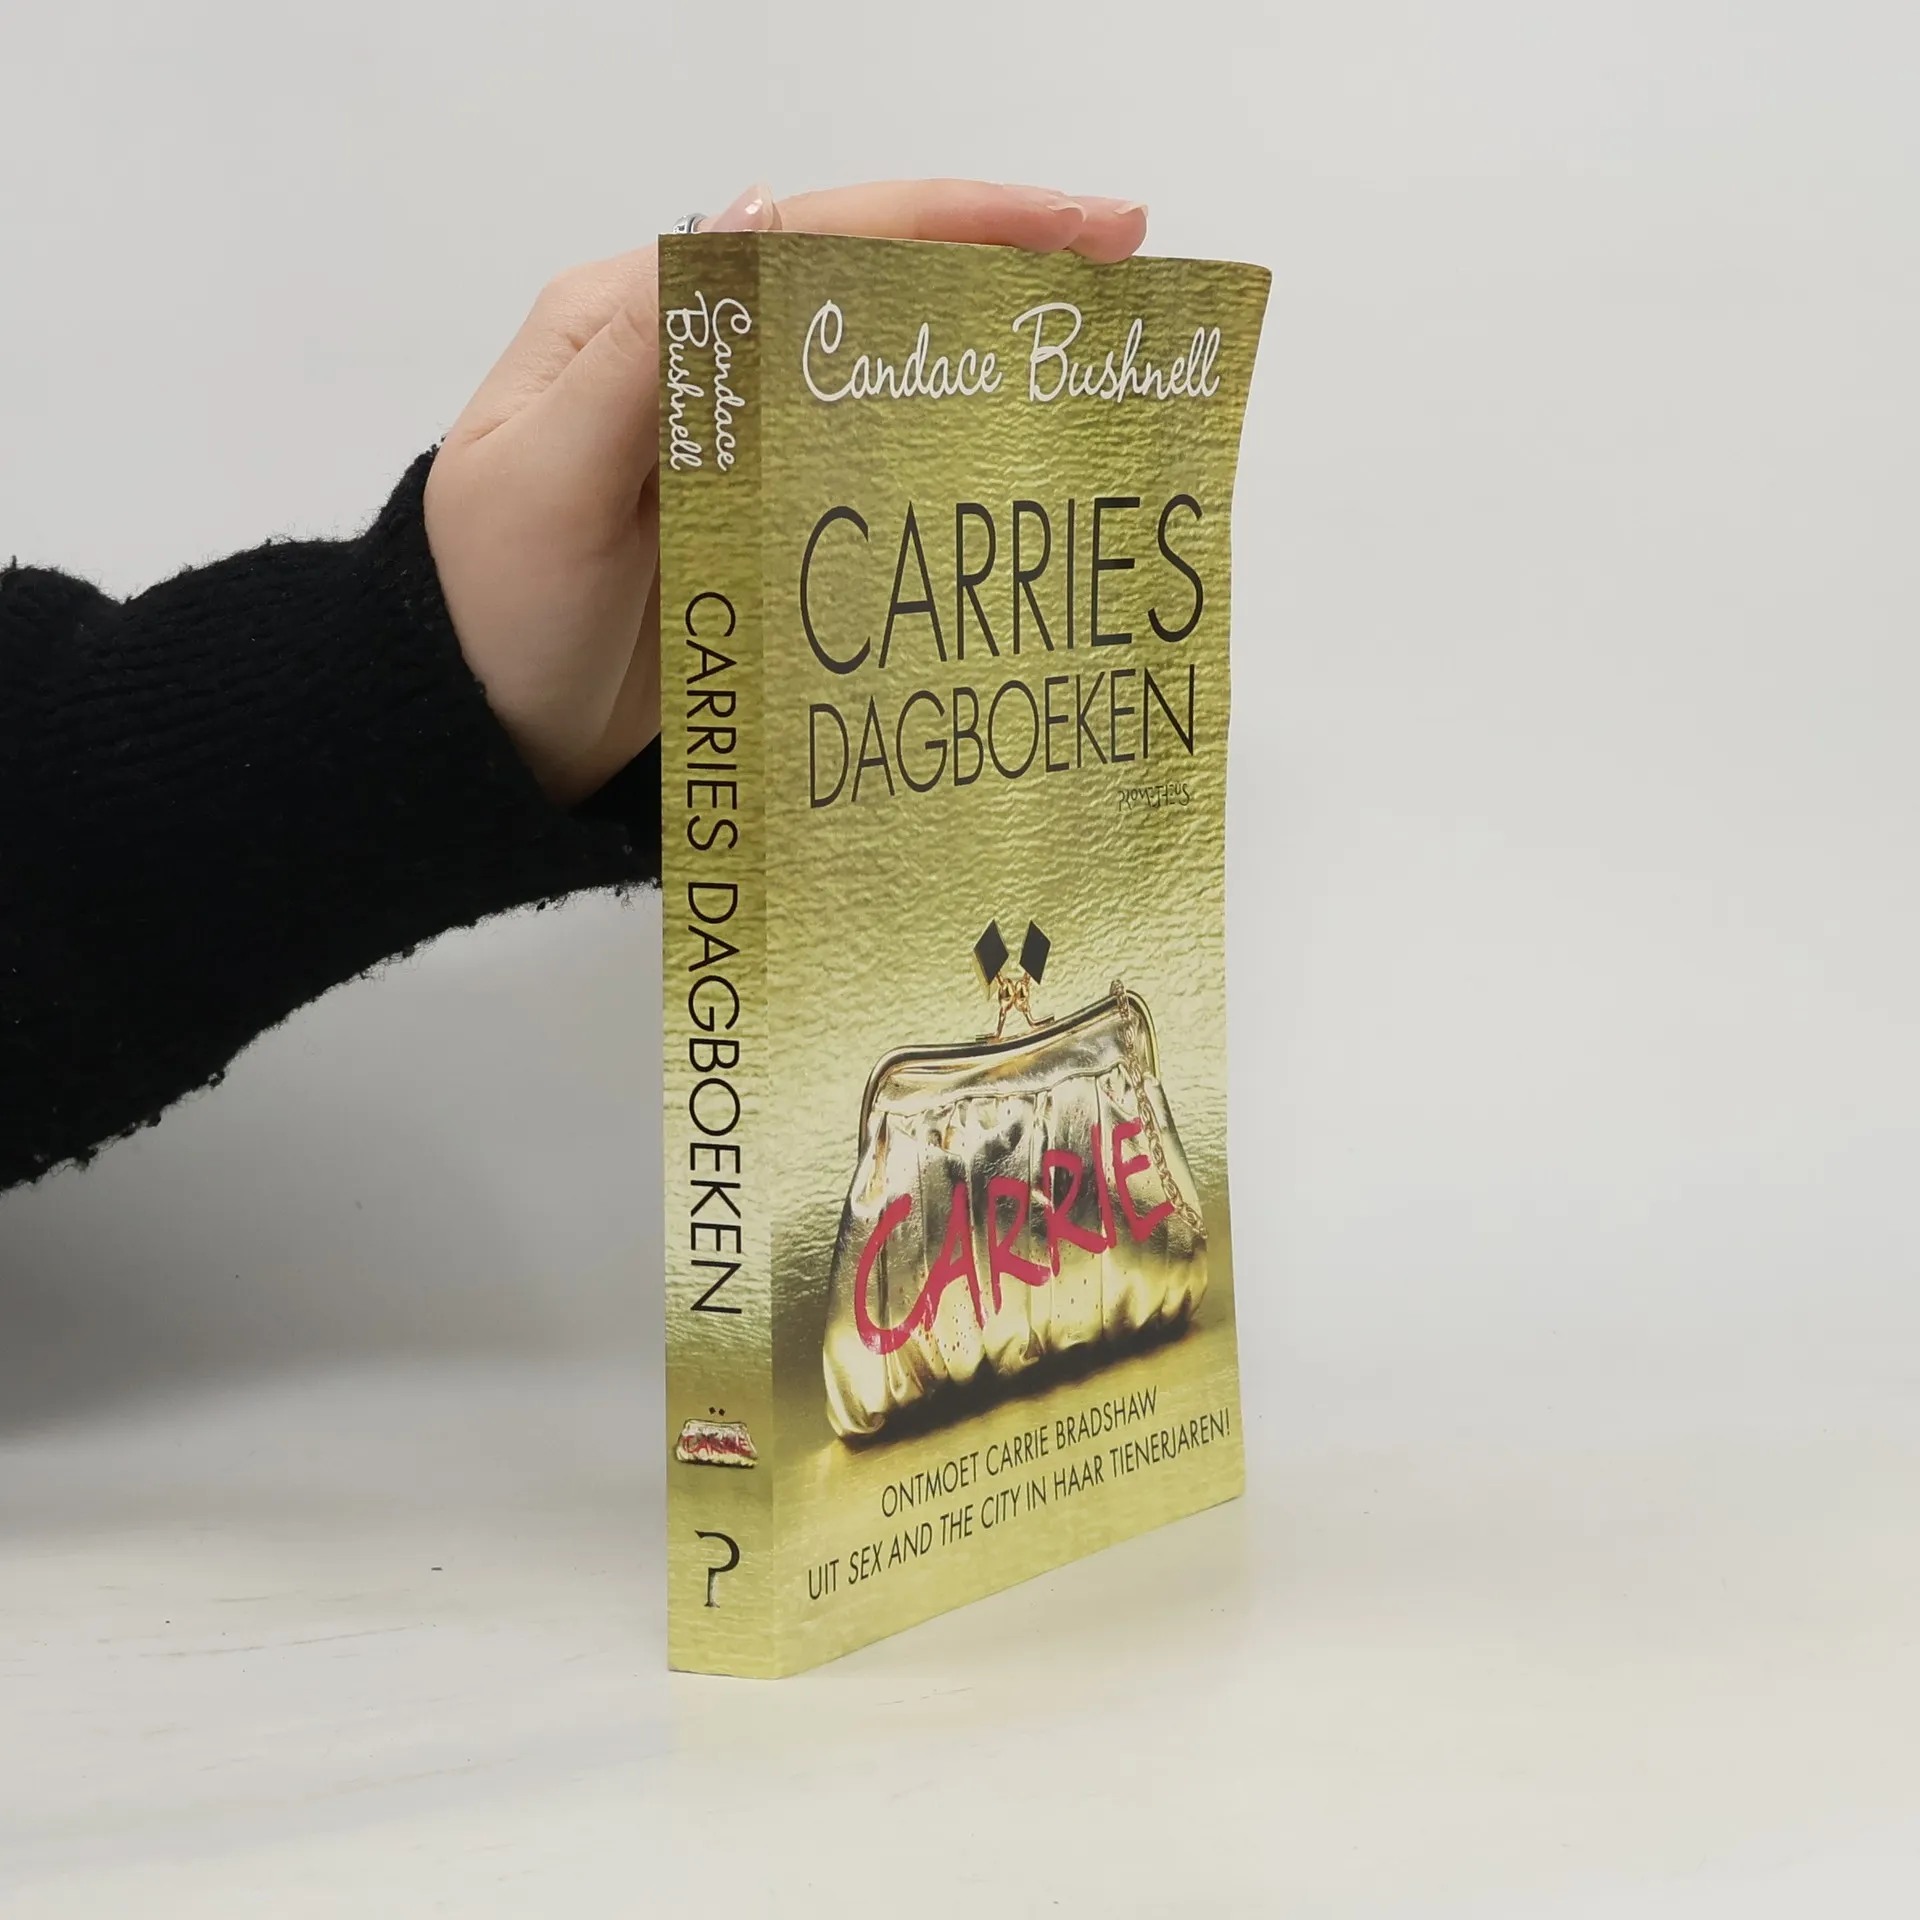 Candace
Bushnell
CARRIES DAGBOEKEN
CARRIE
Candace Bushnell
CARRIES
DAGBOEKEN
PROMETHEUS
CARRIE
ONTMOET CARRIE BRADSHAW
UIT SEX AND THE CITY IN HAAR TIENERJAREN!